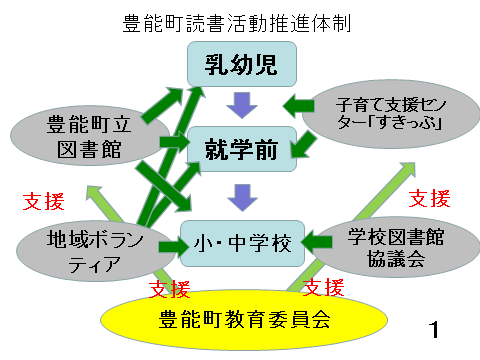 豊能町読書活動推進体制
乳幼児
豊能町立
図書館
子育て支援セン
ター「すきっぷ」
就学前
支援
支援
地域ボラン
ティア
小・中学校
学校図書館
協議会
支援
支援
豊能町教育委員会
1